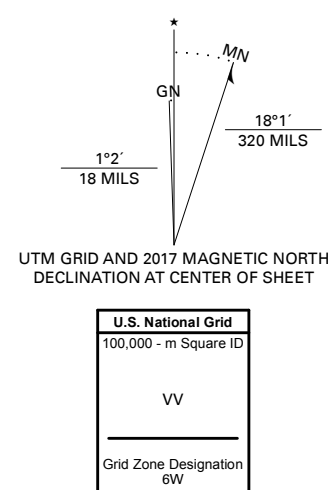 ★
MN
GN
18°1´
320 MILS
1°2´
18 MILS
UTM GRID AND 2017 MAGNETIC NORTH
DECLINATION AT CENTER OF SHEET
U.S. National Grid
100,000 - m Square ID
VV
Grid Zone Designation
6W